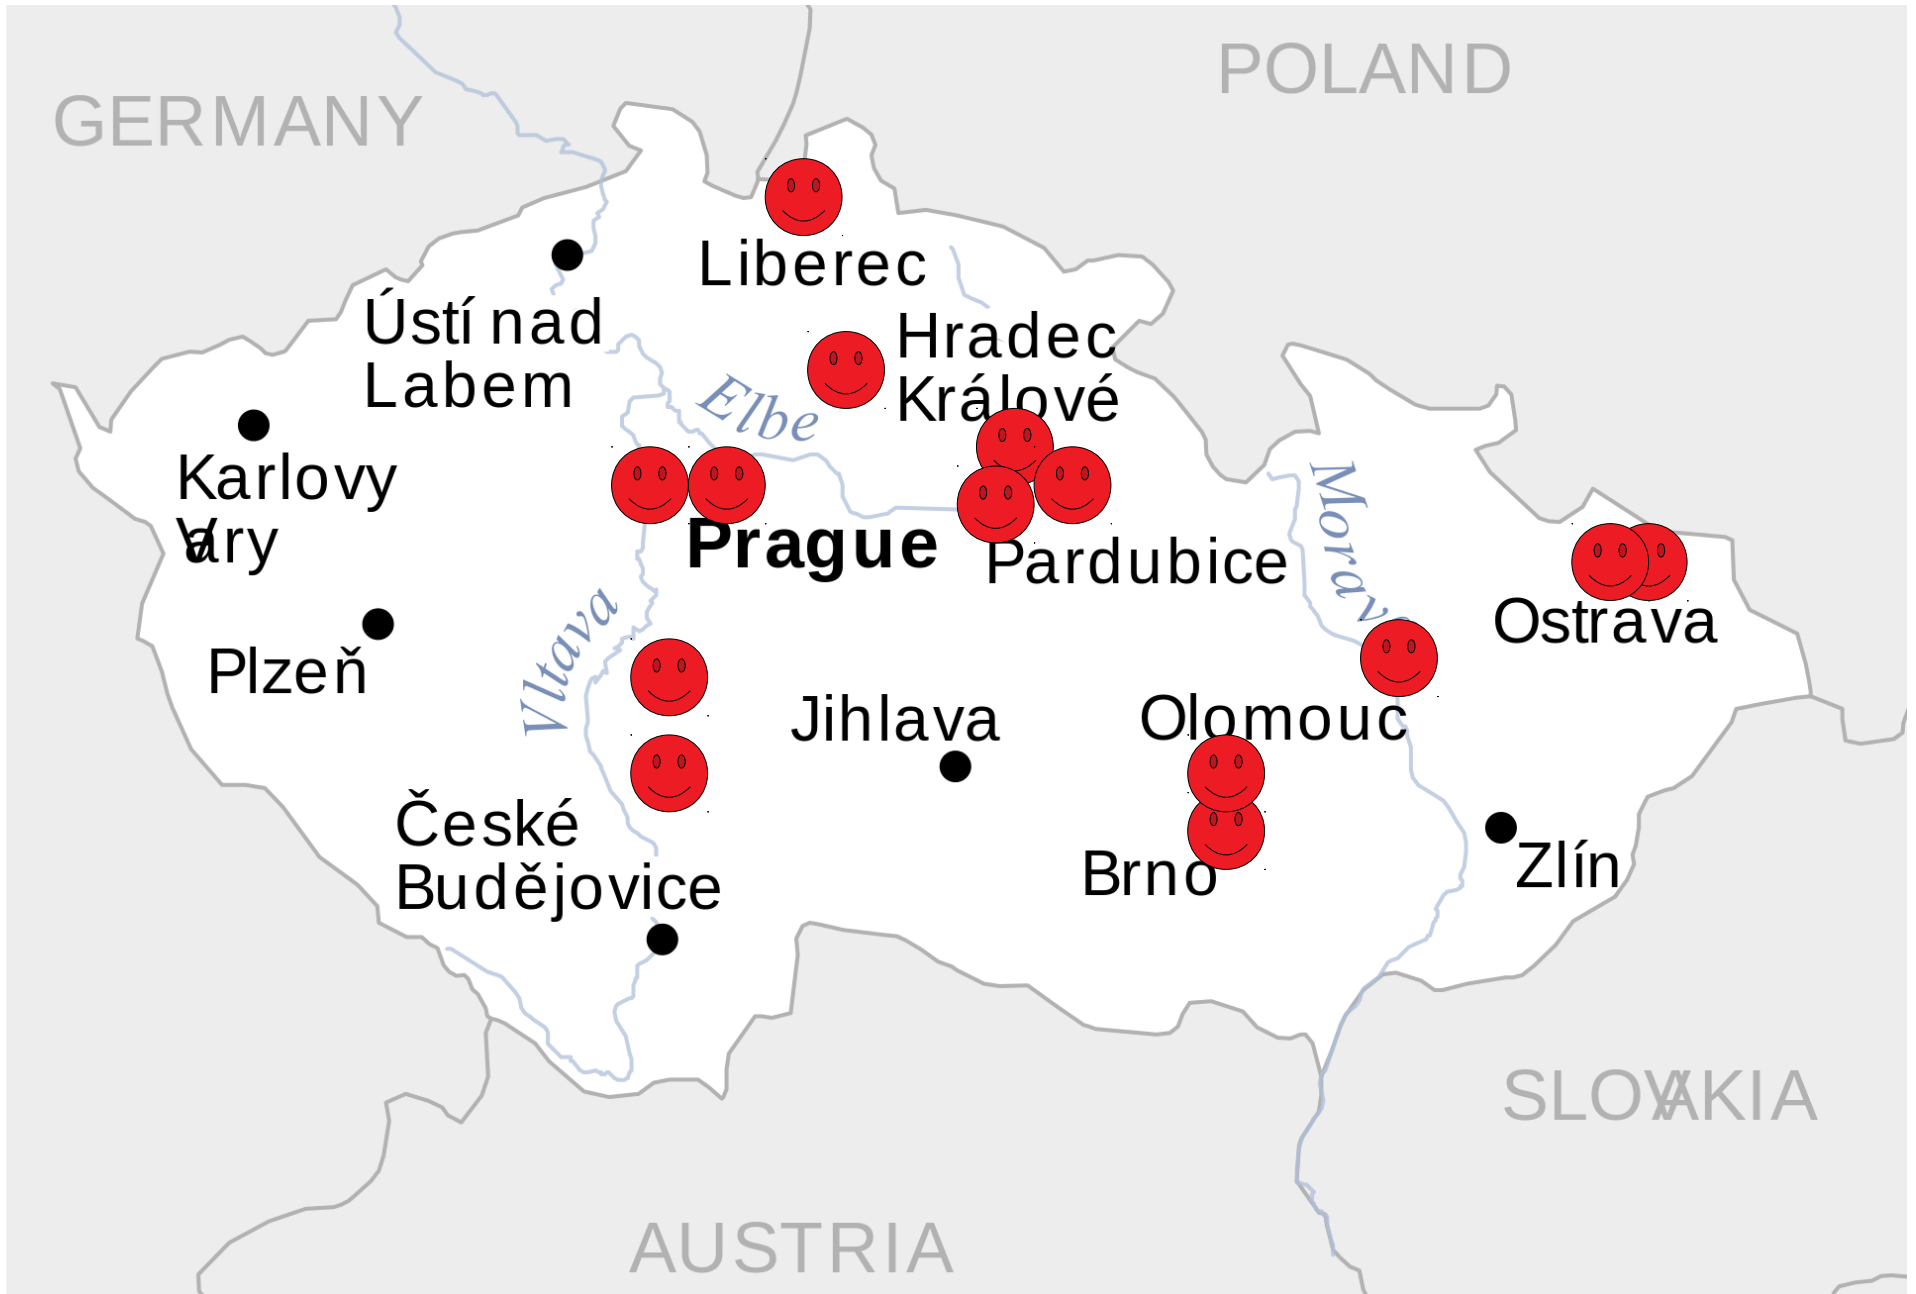 POLAND
GERMANY
Liberec
Ústí nad
Labem
Hradec
Králové
Elbe
Karlovy
Vary
Prague
Pardubice
Morava
Vltava
Plzeň
Ostrava
Jihlava
Olomouc
České
Budějovice
Brno
Zlín
SLOVAKIA
AUSTRIA